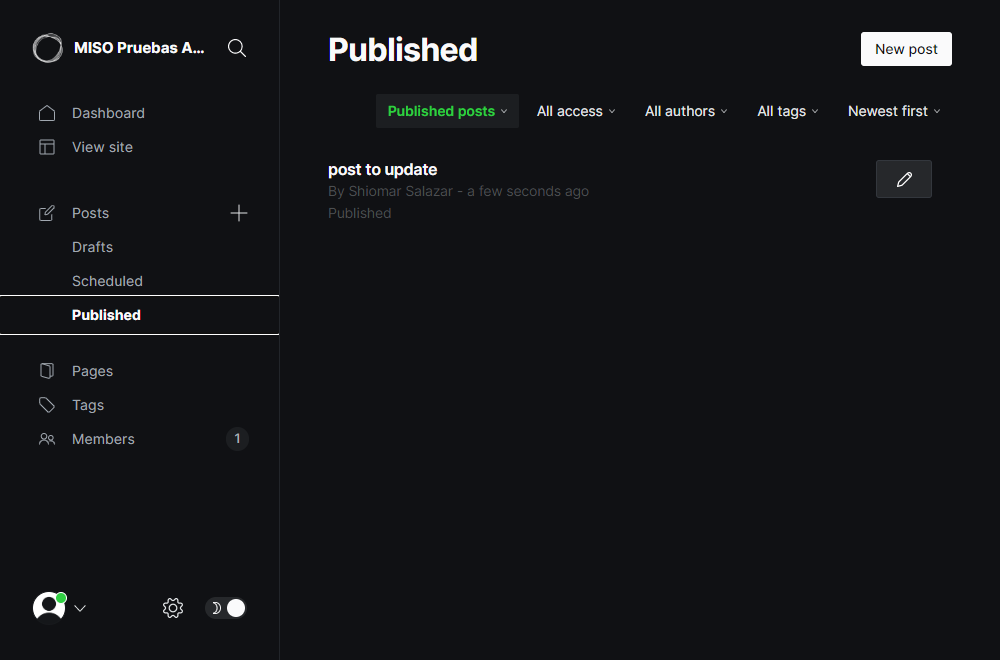 MISO Pruebas A...
Dashboard
View site
Posts
Drafts
Scheduled
Published
Pages
Tags
Members 1
Published
New post
Published posts All access All authors All tags Newest first
post to update
By Shiomar Salazar - a few seconds ago
Published